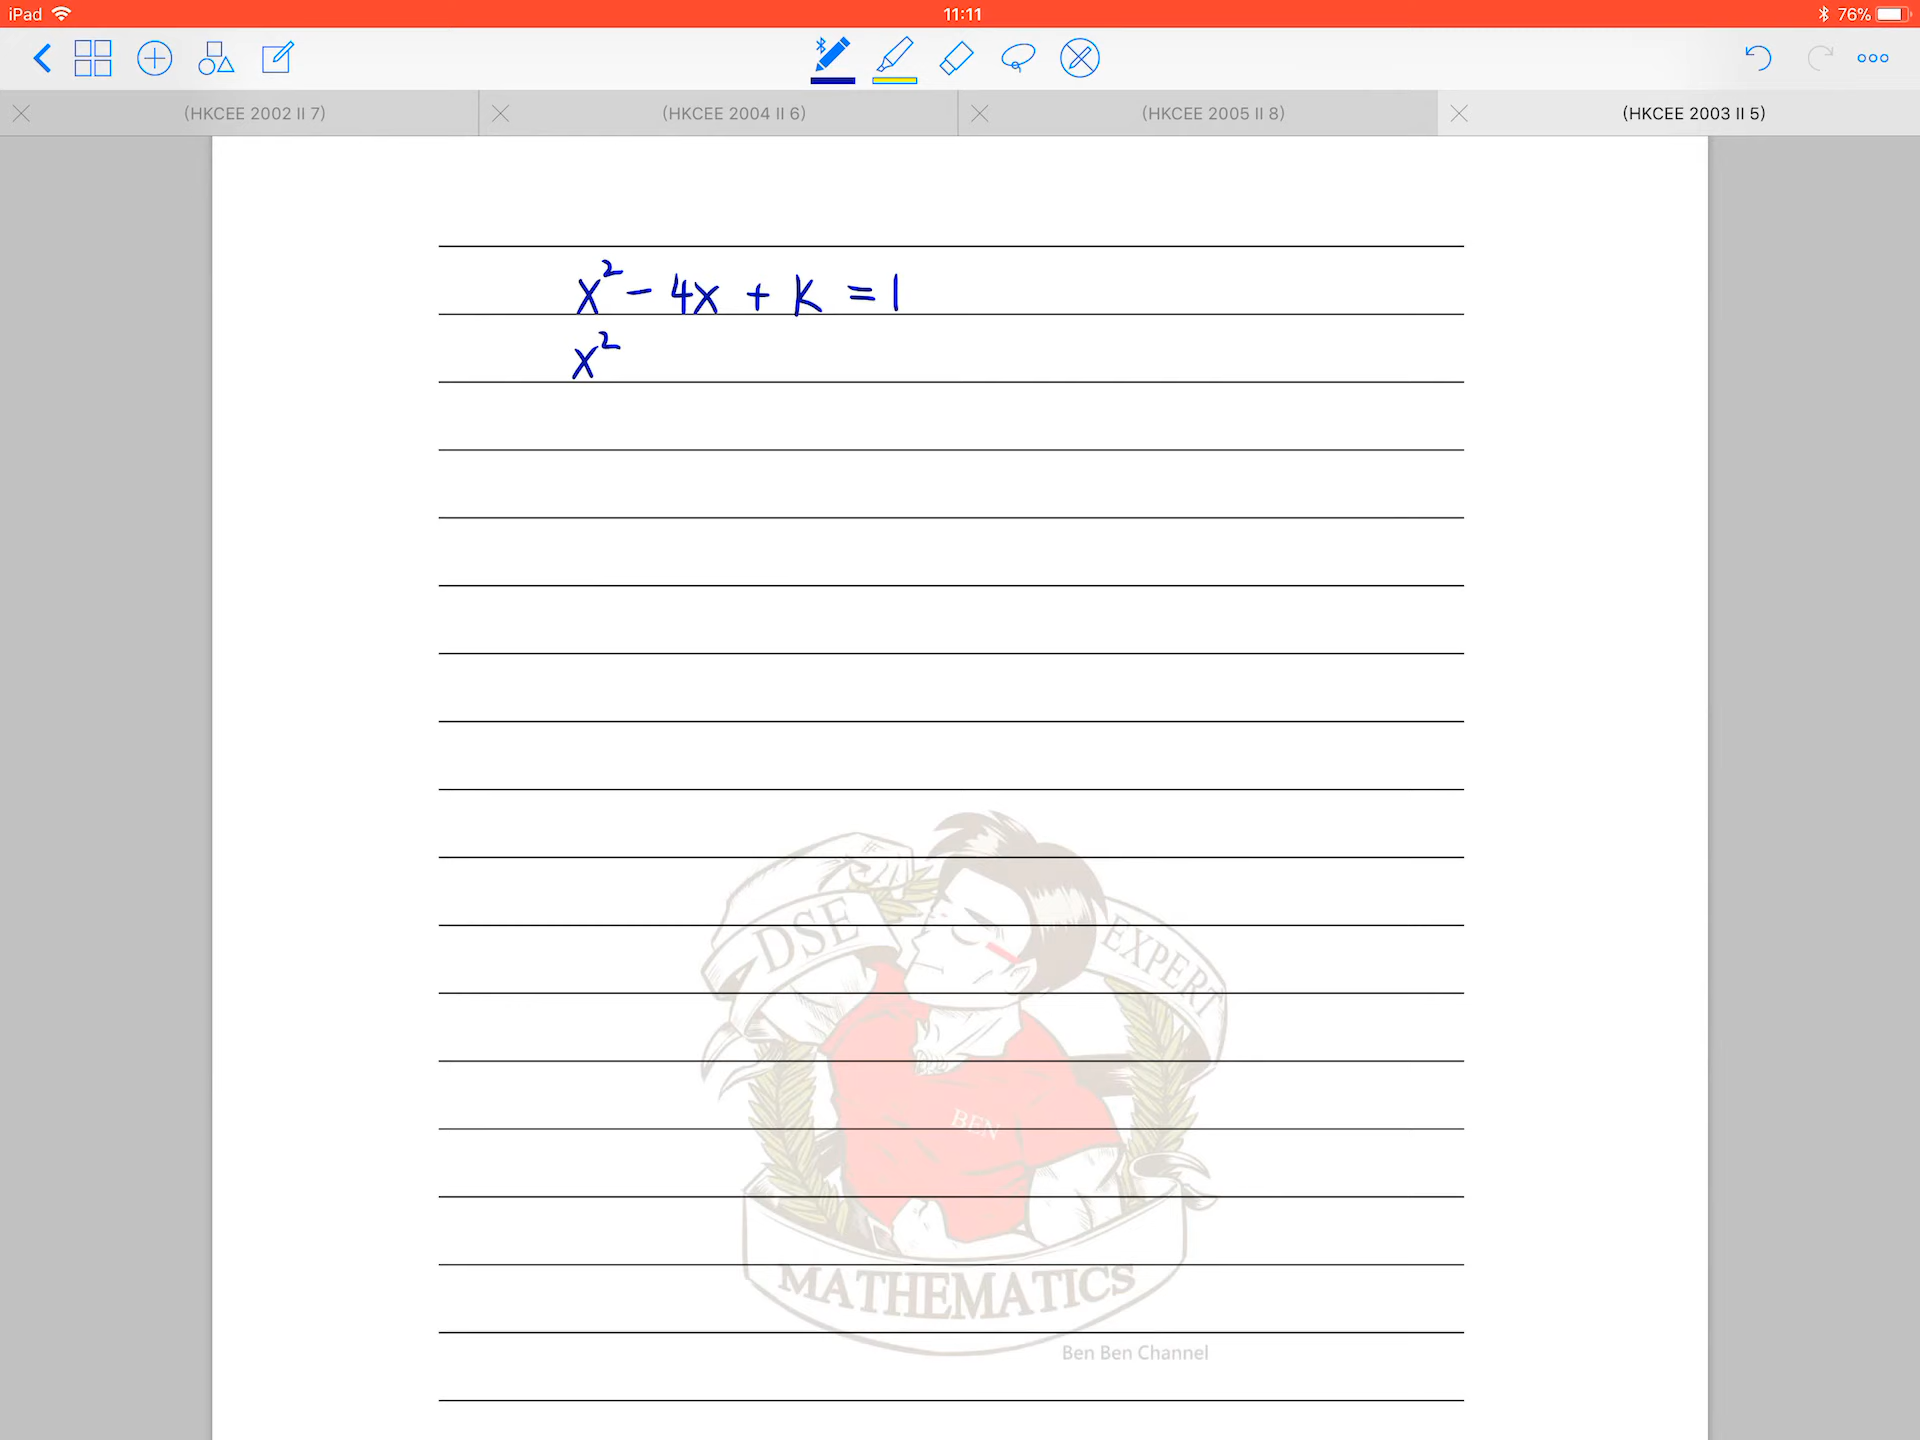 iPad 11:11 76%
(HKCEE 2002 II 7) (HKCEE 2004 II 6) (HKCEE 2005 II 8) (HKCEE 2003 II 5)
x² - 4x + k = 1
x²
DSE EXPERT
BEN
MATHEMATICS
Ben Ben Channel